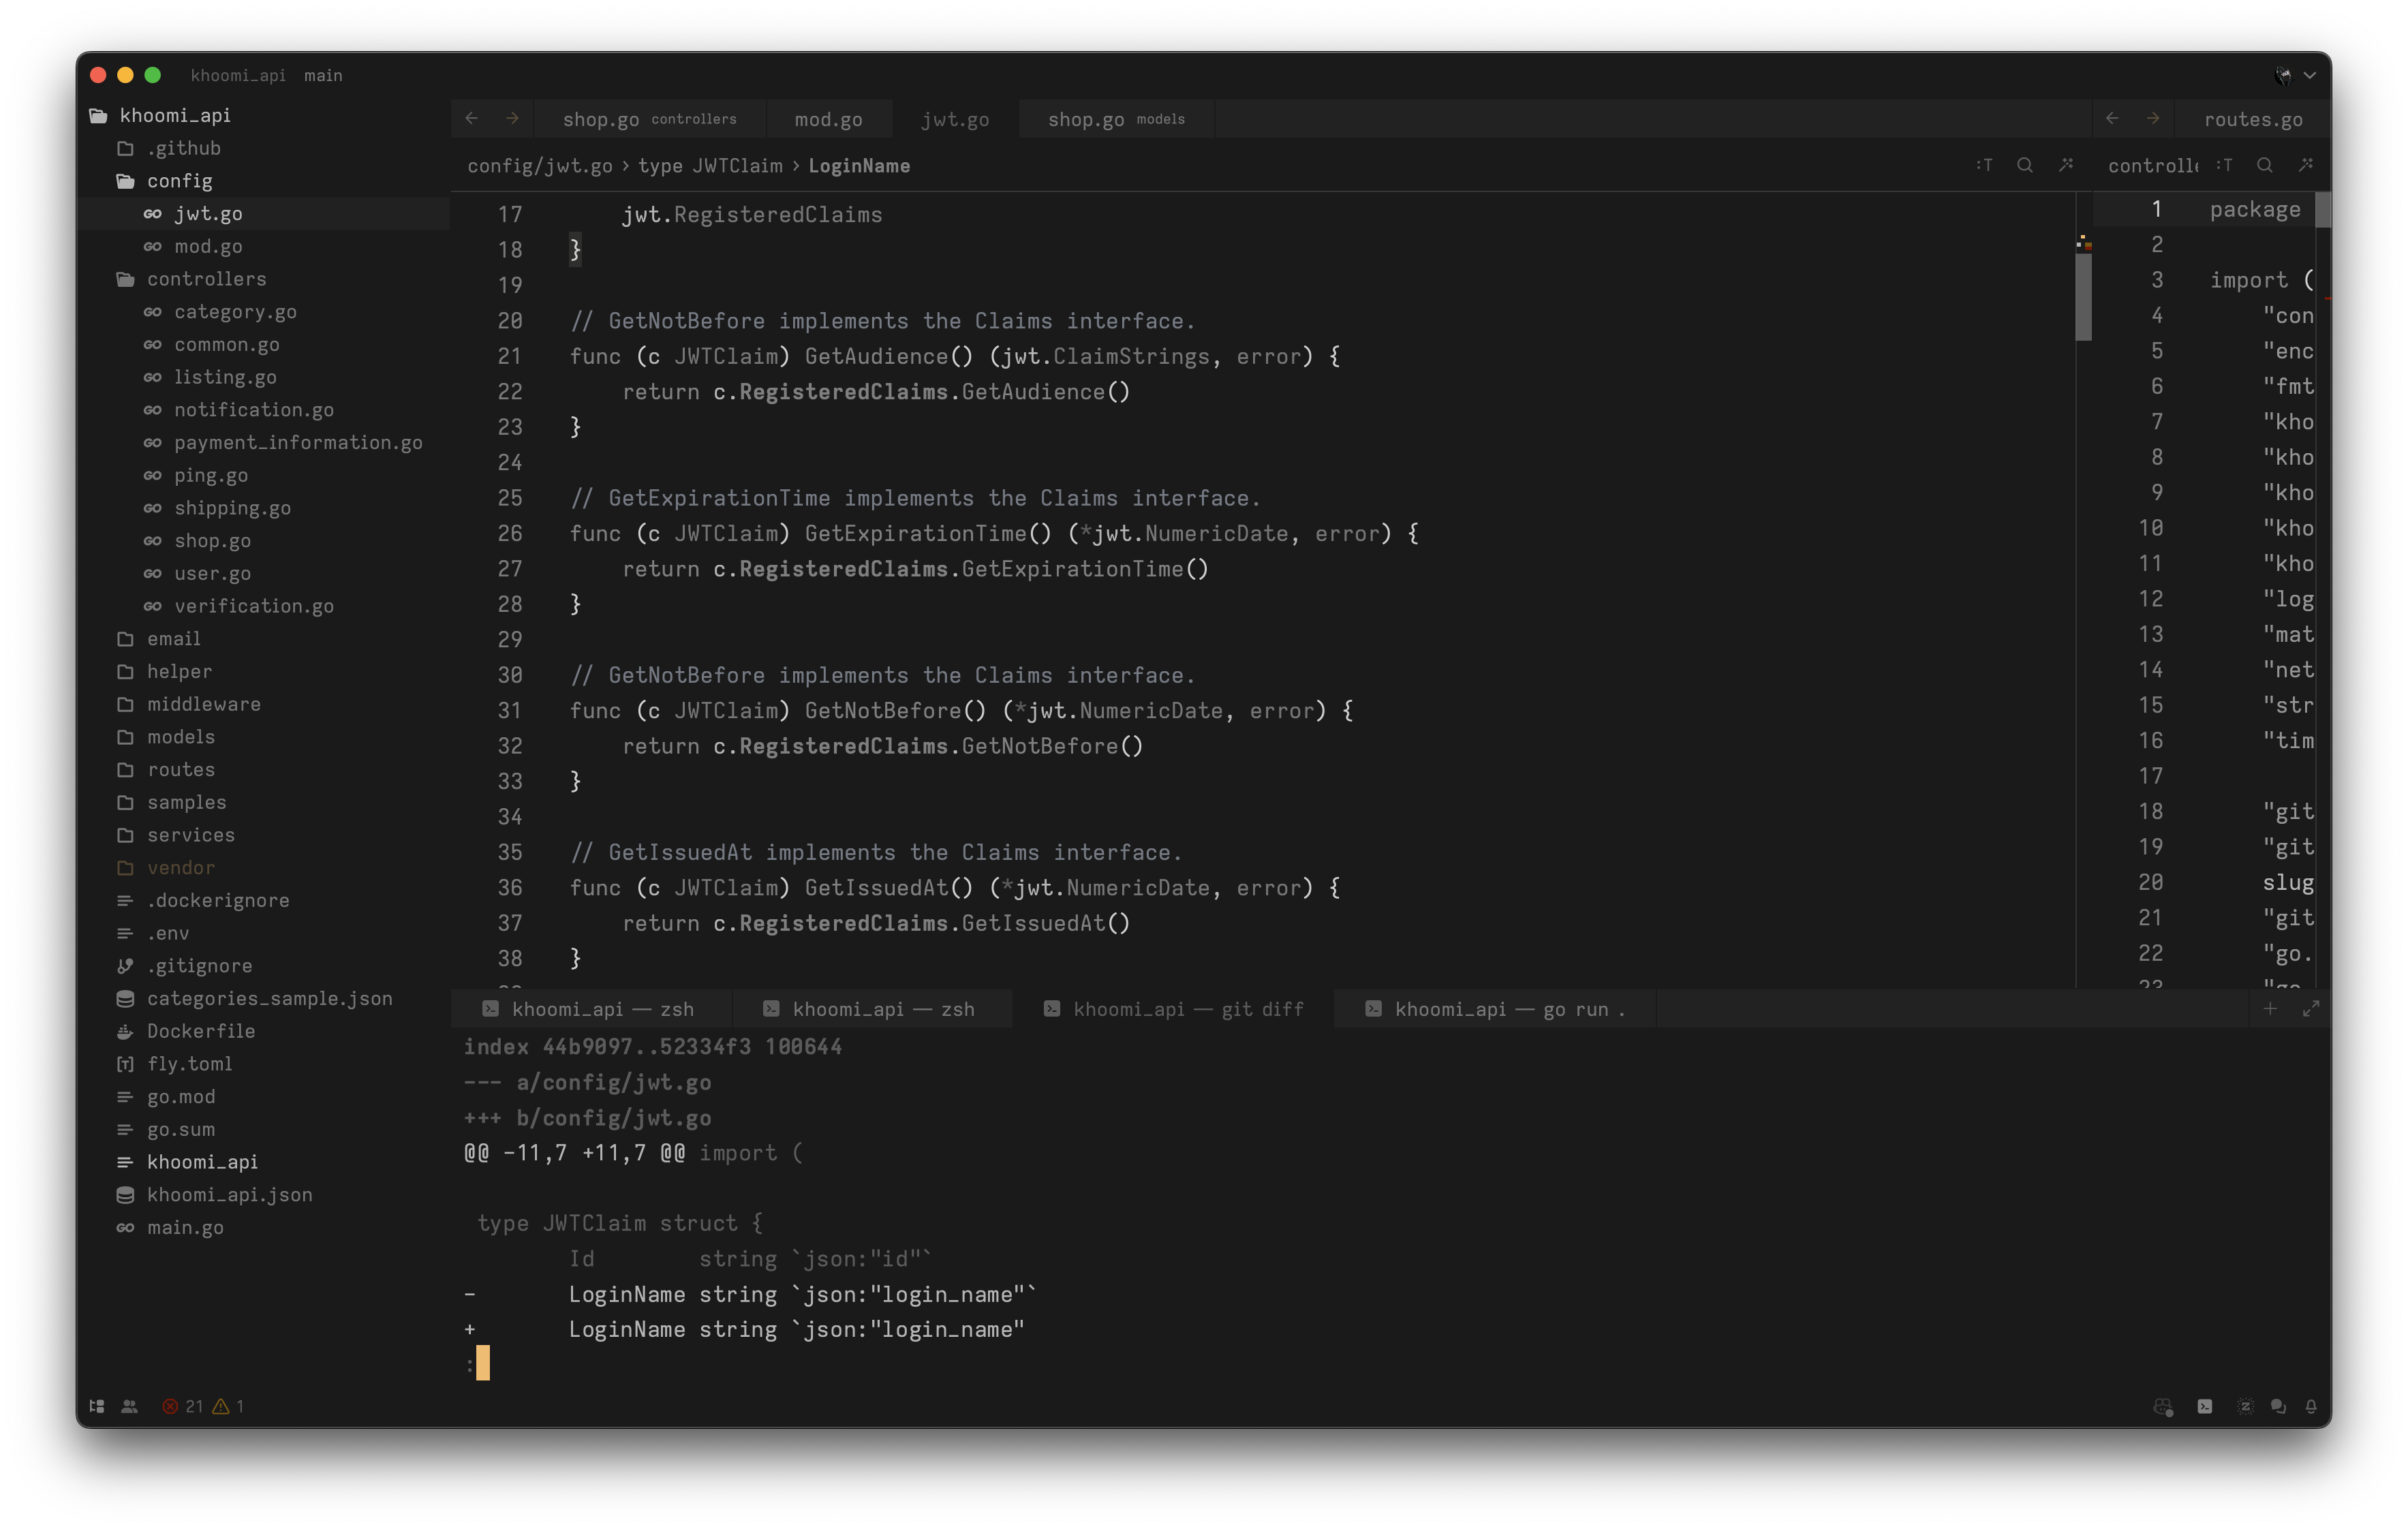 khoomi_api main
khoomi_api
.github
config
jwt.go
mod.go
controllers
category.go
common.go
listing.go
notification.go
payment_information.go
ping.go
shipping.go
shop.go
user.go
verification.go
email
helper
middleware
models
routes
samples
services
vendor
.dockerignore
.env
.gitignore
categories_sample.json
Dockerfile
fly.toml
go.mod
go.sum
khoomi_api
khoomi_api.json
main.go
← → shop.go controllers mod.go jwt.go shop.go models
config/jwt.go › type JWTClaim › LoginName :T
17 jwt.RegisteredClaims
18 }
19
20 // GetNotBefore implements the Claims interface.
21 func (c JWTClaim) GetAudience() (jwt.ClaimStrings, error) {
22 return c.RegisteredClaims.GetAudience()
23 }
24
25 // GetExpirationTime implements the Claims interface.
26 func (c JWTClaim) GetExpirationTime() (*jwt.NumericDate, error) {
27 return c.RegisteredClaims.GetExpirationTime()
28 }
29
30 // GetNotBefore implements the Claims interface.
31 func (c JWTClaim) GetNotBefore() (*jwt.NumericDate, error) {
32 return c.RegisteredClaims.GetNotBefore()
33 }
34
35 // GetIssuedAt implements the Claims interface.
36 func (c JWTClaim) GetIssuedAt() (*jwt.NumericDate, error) {
37 return c.RegisteredClaims.GetIssuedAt()
38 }
← → routes.go
controlle :T
1 package
2
3 import (
4 "con
5 "enc
6 "fmt
7 "kho
8 "kho
9 "kho
10 "kho
11 "kho
12 "log
13 "mat
14 "net
15 "str
16 "tim
17
18 "git
19 "git
20 slug
21 "git
22 "go.
23 "go
khoomi_api — zsh khoomi_api — zsh khoomi_api — git diff khoomi_api — go run .
index 44b9097..52334f3 100644
--- a/config/jwt.go
+++ b/config/jwt.go
@@ -11,7 +11,7 @@ import (
type JWTClaim struct {
Id string `json:"id"`
- LoginName string `json:"login_name"`
+ LoginName string `json:"login_name"
:
21 1